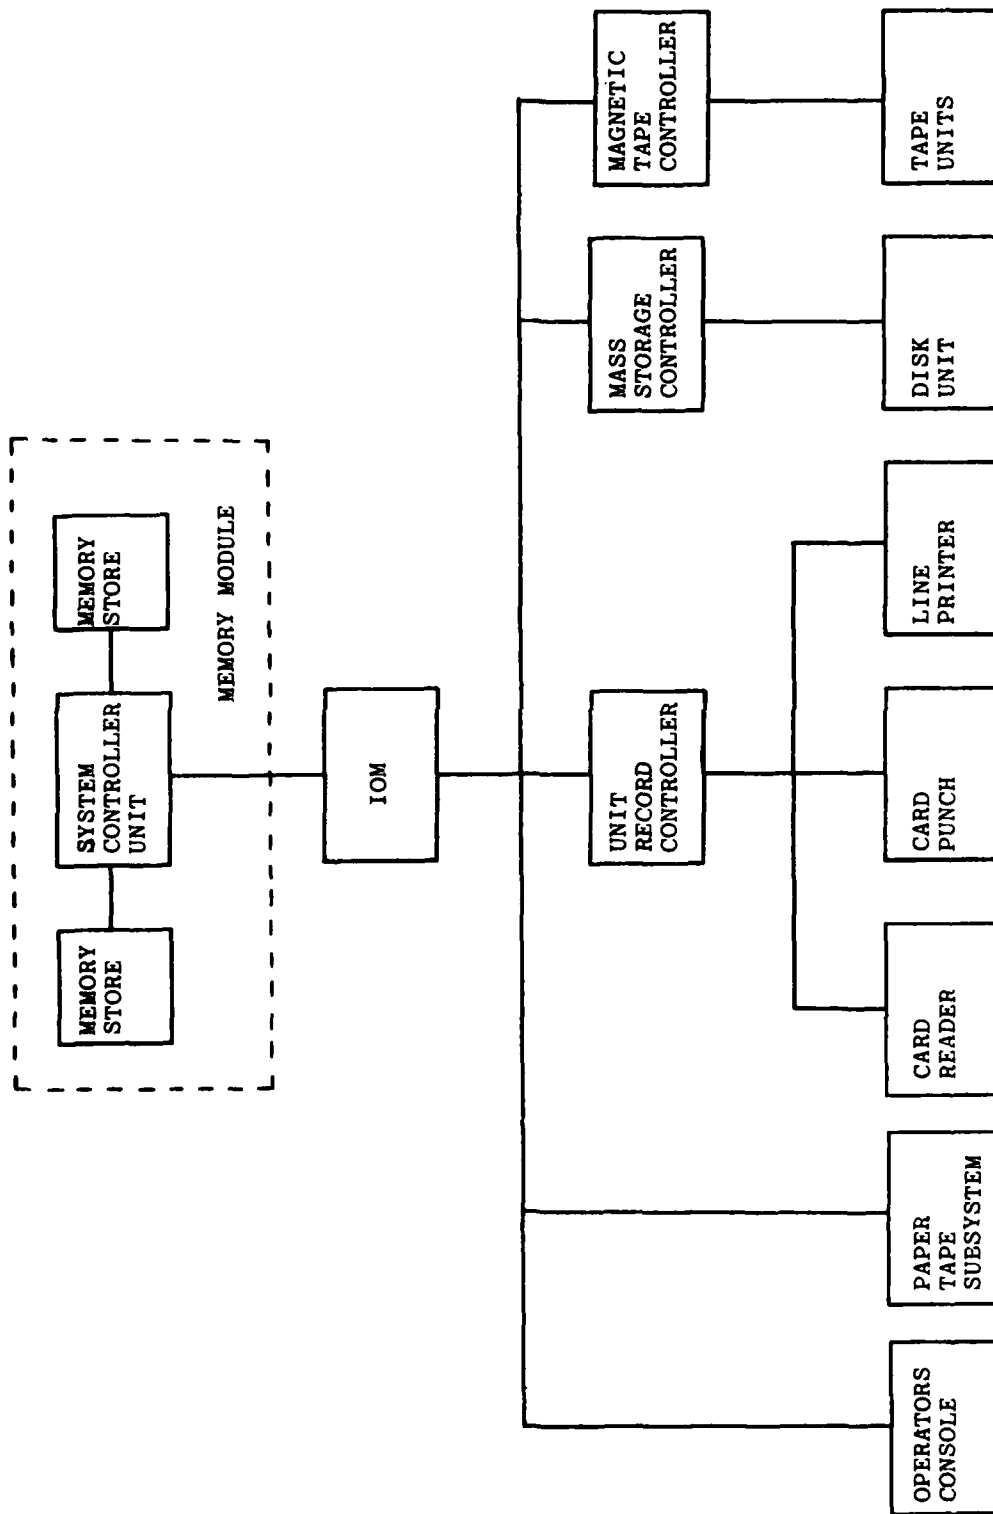 MEMORY
STORE
SYSTEM
CONTROLLER
UNIT
MEMORY
STORE
MEMORY MODULE
IOM
UNIT
RECORD
CONTROLLER
MASS
STORAGE
CONTROLLER
MAGNETIC
TAPE
CONTROLLER
OPERATORS
CONSOLE
PAPER
TAPE
SUBSYSTEM
CARD
READER
CARD
PUNCH
LINE
PRINTER
DISK
UNIT
TAPE
UNITS